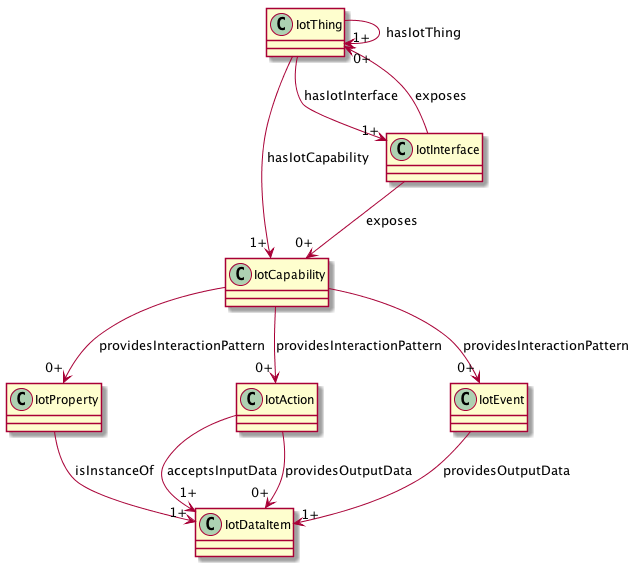 C IotThing
hasIotThing
1+
0+
hasIotInterface
exposes
1+
C IotInterface
hasIotCapability
exposes
1+
0+
C IotCapability
providesInteractionPattern
providesInteractionPattern
providesInteractionPattern
0+
0+
0+
C IotProperty
C IotAction
C IotEvent
isInstanceOf
acceptsInputData
providesOutputData
providesOutputData
1+
0+
1+
1+
C IotDataItem